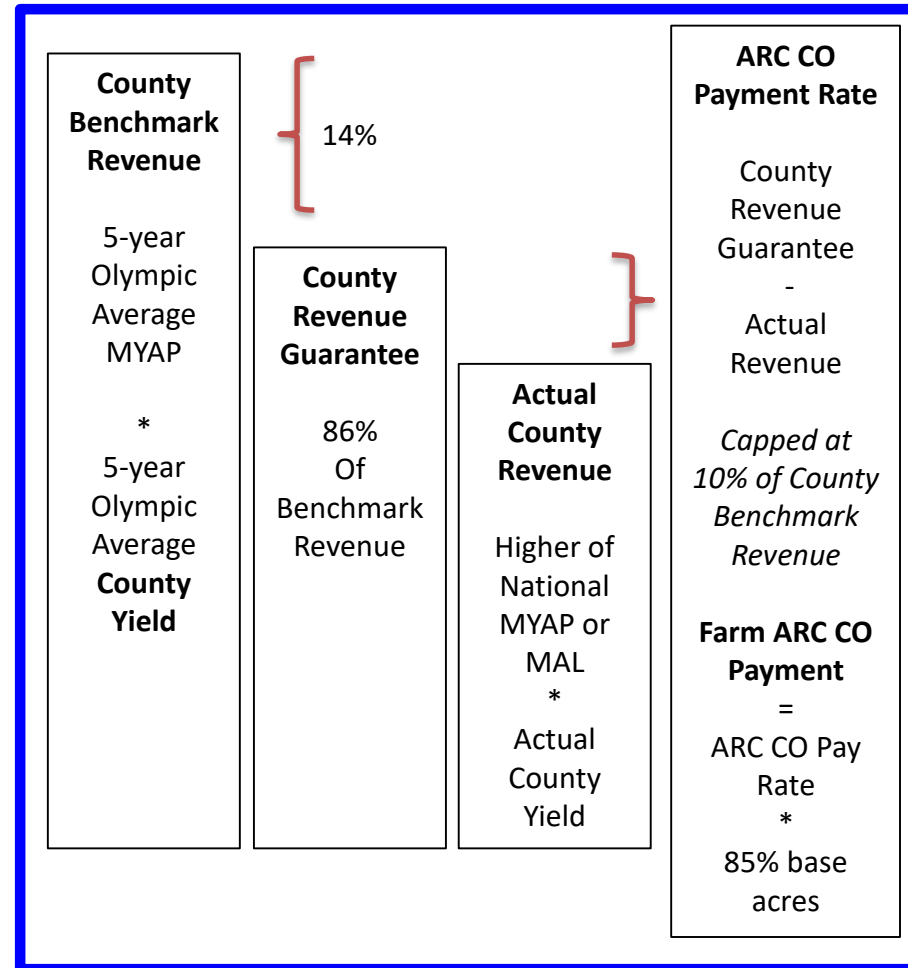 County
Benchmark
Revenue
5-year
Olympic
Average
MYAP
*
5-year
Olympic
Average
County
Yield
14%
County
Revenue
Guarantee
86%
Of
Benchmark
Revenue
Actual
County
Revenue
Higher of
National
MYAP or
MAL
*
Actual
County
Yield
ARC CO
Payment Rate
County
Revenue
Guarantee
-
Actual
Revenue
Capped at
10% of County
Benchmark
Revenue
Farm ARC CO
Payment
=
ARC CO Pay
Rate
*
85% base
acres